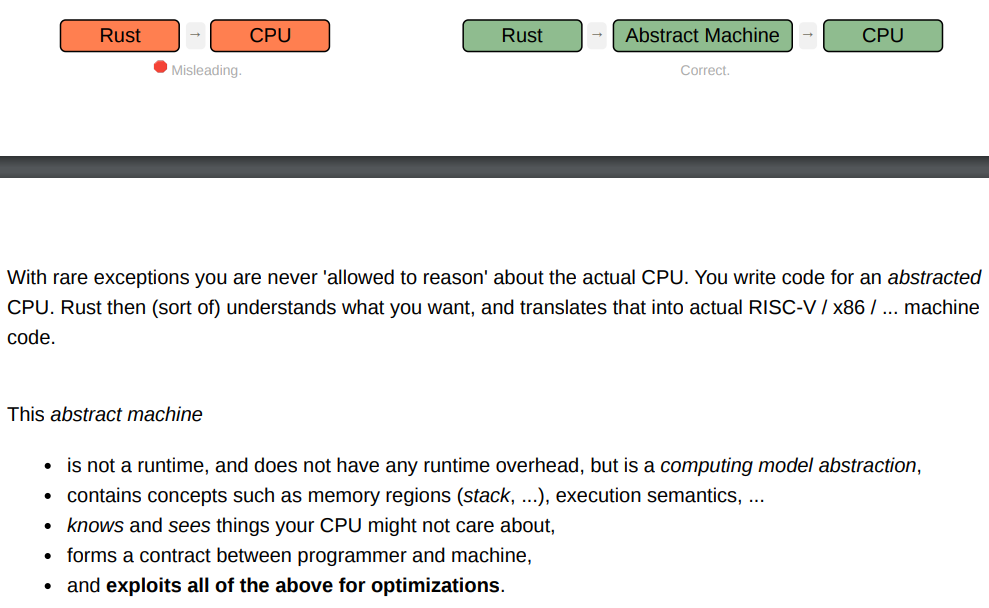 Rust → CPU Rust → Abstract Machine → CPU
Misleading. Correct.
With rare exceptions you are never 'allowed to reason' about the actual CPU. You write code for an abstracted
CPU. Rust then (sort of) understands what you want, and translates that into actual RISC-V / x86 / ... machine
code.
This abstract machine
• is not a runtime, and does not have any runtime overhead, but is a computing model abstraction,
• contains concepts such as memory regions (stack, ...), execution semantics, ...
• knows and sees things your CPU might not care about,
• forms a contract between programmer and machine,
• and exploits all of the above for optimizations.